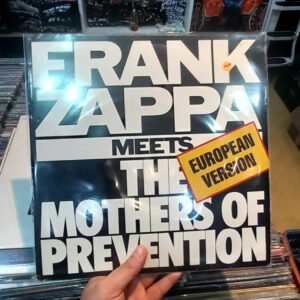 FRANK
ZAPPA
MEETS
THE
MOTHERS OF
PREVENTION
EUROPEAN
VERSION